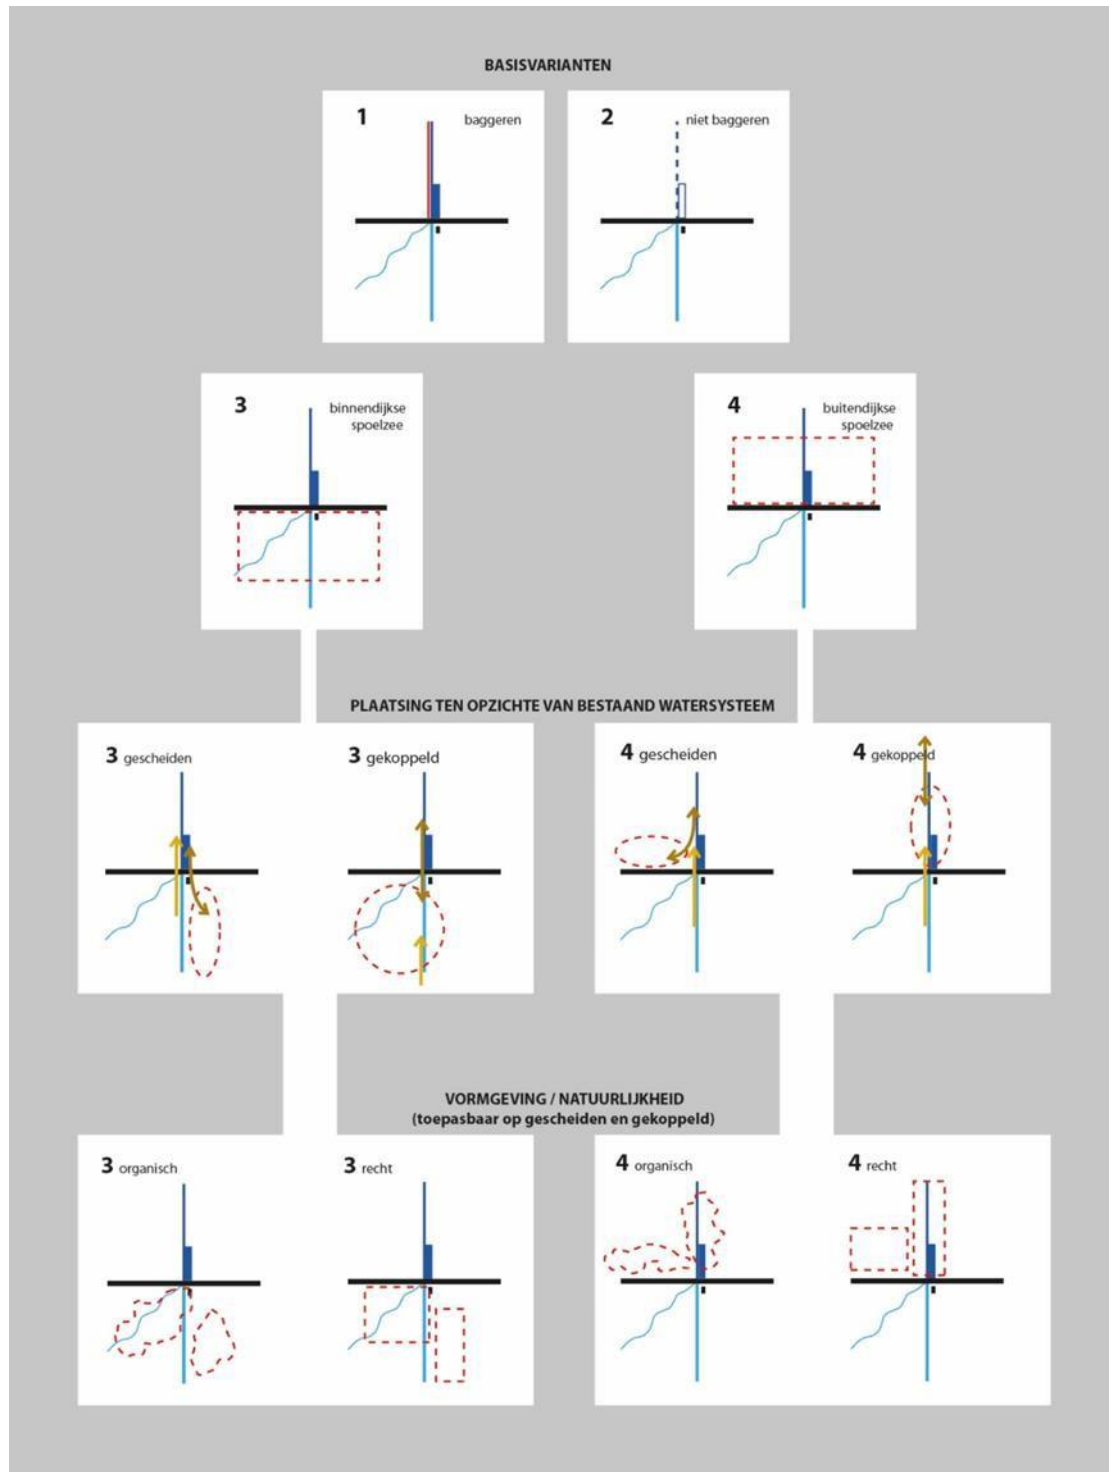 BASISVARIANTEN
1 baggeren
2 niet baggeren
3 binnendijkse
spoelzee
4 buitendijkse
spoelzee
PLAATSING TEN OPZICHTE VAN BESTAAND WATERSYSTEEM
3 gescheiden
3 gekoppeld
4 gescheiden
4 gekoppeld
VORMGEVING / NATUURLIJKHEID
(toepasbaar op gescheiden en gekoppeld)
3 organisch
3 recht
4 organisch
4 recht